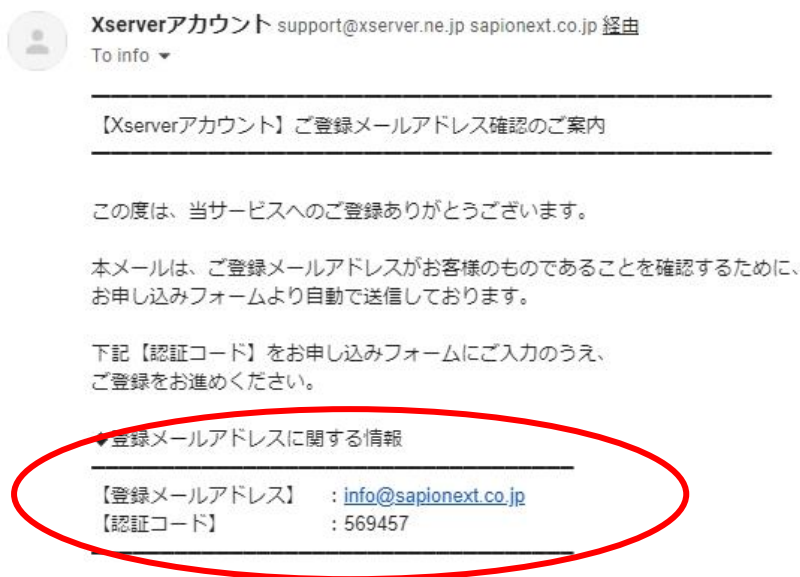 Xserverアカウント support@xserver.ne.jp sapionext.co.jp 経由
To info
【Xserverアカウント】ご登録メールアドレス確認のご案内
この度は、当サービスへのご登録ありがとうございます。
本メールは、ご登録メールアドレスがお客様のものであることを確認するために、
お申し込みフォームより自動で送信しております。
下記【認証コード】をお申し込みフォームにご入力のうえ、
ご登録をお進めください。
◆登録メールアドレスに関する情報
【登録メールアドレス】 : info@sapionext.co.jp
【認証コード】 : 569457